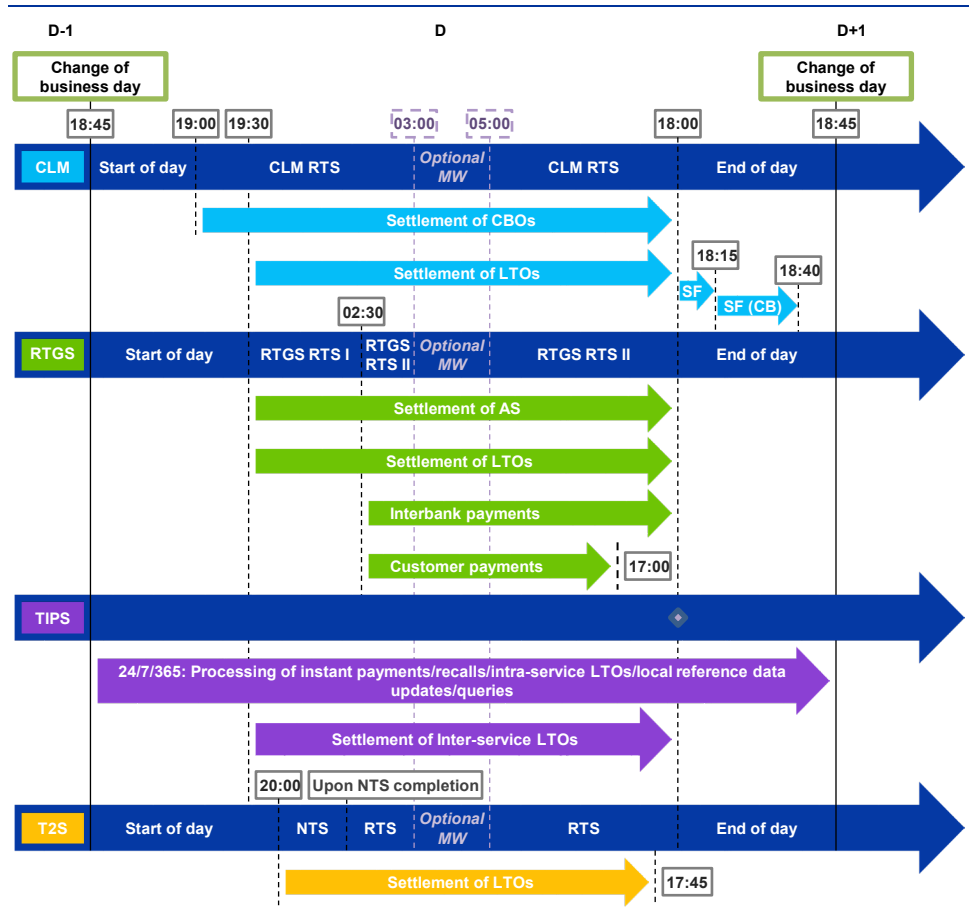 D-1
D
D+1
Change of
business day
Change of
business day
18:45
19:00
19:30
03:00
05:00
18:00
18:45
CLM
Start of day
CLM RTS
Optional
MW
CLM RTS
End of day
Settlement of CBOs
Settlement of LTOs
18:15
18:40
SF
SF (CB)
02:30
RTGS
Start of day
RTGS RTS I
RTGS
RTS II
Optional
MW
RTGS RTS II
End of day
Settlement of AS
Settlement of LTOs
Interbank payments
Customer payments
17:00
TIPS
24/7/365: Processing of instant payments/recalls/intra-service LTOs/local reference data
updates/queries
Settlement of Inter-service LTOs
20:00
Upon NTS completion
T2S
Start of day
NTS
RTS
Optional
MW
RTS
End of day
Settlement of LTOs
17:45